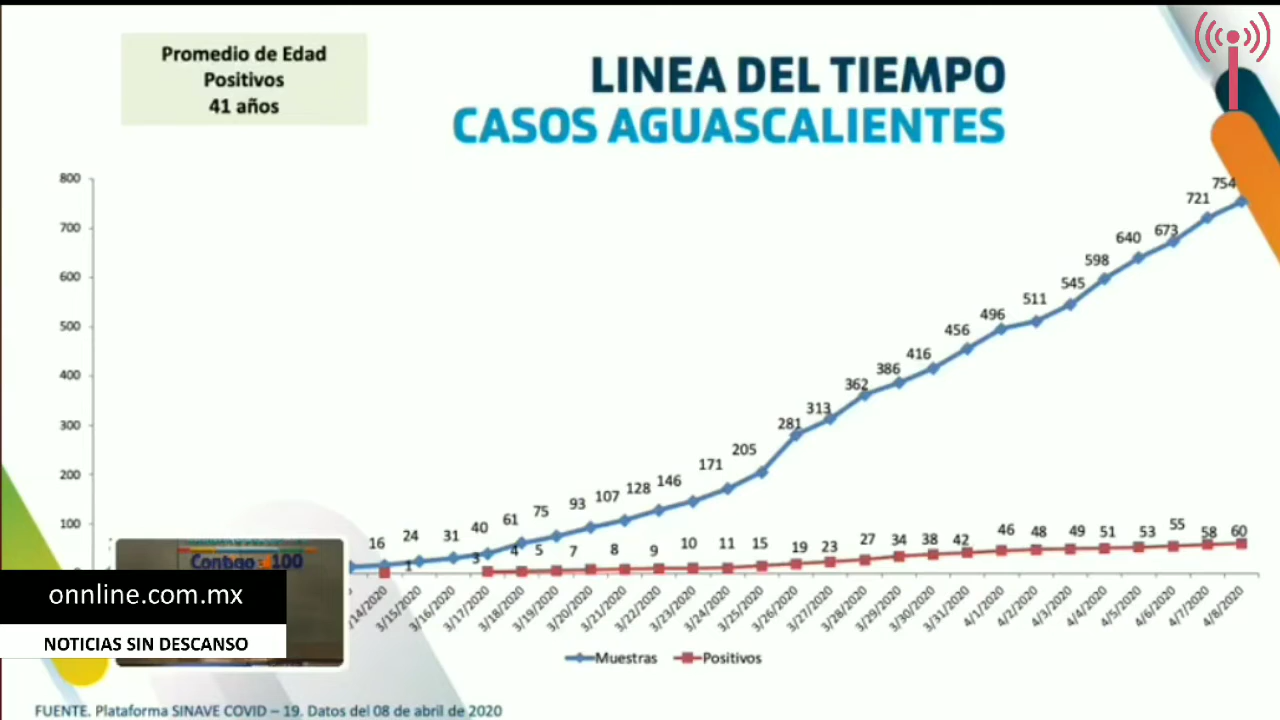 Promedio de Edad
Positivos
41 años
LINEA DEL TIEMPO
CASOS AGUASCALIENTES
800
700
600
500
400
300
200
100
16 24 31 40 61 75 93 107 128 146 171 205 281 313 362 386 416 456 496 511 545 598 640 673 721 754
1 3 4 5 7 8 9 10 11 15 19 23 27 34 38 42 46 48 49 51 53 55 58 60
/14/2020 3/15/2020 3/16/2020 3/17/2020 3/18/2020 3/19/2020 3/20/2020 3/21/2020 3/22/2020 3/23/2020 3/24/2020 3/25/2020 3/26/2020 3/27/2020 3/28/2020 3/29/2020 3/30/2020 3/31/2020 4/1/2020 4/2/2020 4/3/2020 4/4/2020 4/5/2020 4/6/2020 4/7/2020 4/8/2020
Muestras Positivos
Contigo al 100
onnline.com.mx
NOTICIAS SIN DESCANSO
FUENTE. Plataforma SINAVE COVID – 19. Datos del 08 de abril de 2020